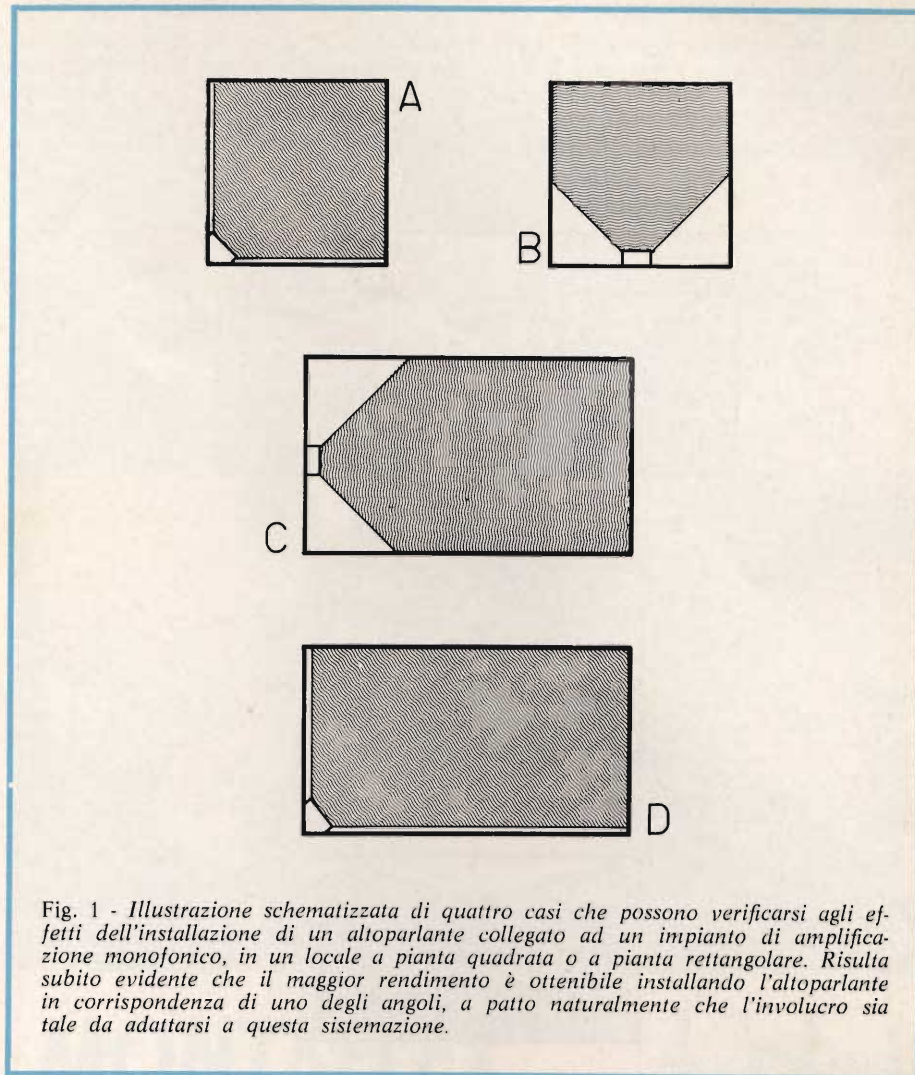 A
B
C
D
Fig. 1 - Illustrazione schematizzata di quattro casi che possono verificarsi agli ef-
fetti dell'installazione di un altoparlante collegato ad un impianto di amplifica-
zione monofonico, in un locale a pianta quadrata o a pianta rettangolare. Risulta
subito evidente che il maggior rendimento è ottenibile installando l'altoparlante
in corrispondenza di uno degli angoli, a patto naturalmente che l'involucro sia
tale da adattarsi a questa sistemazione.